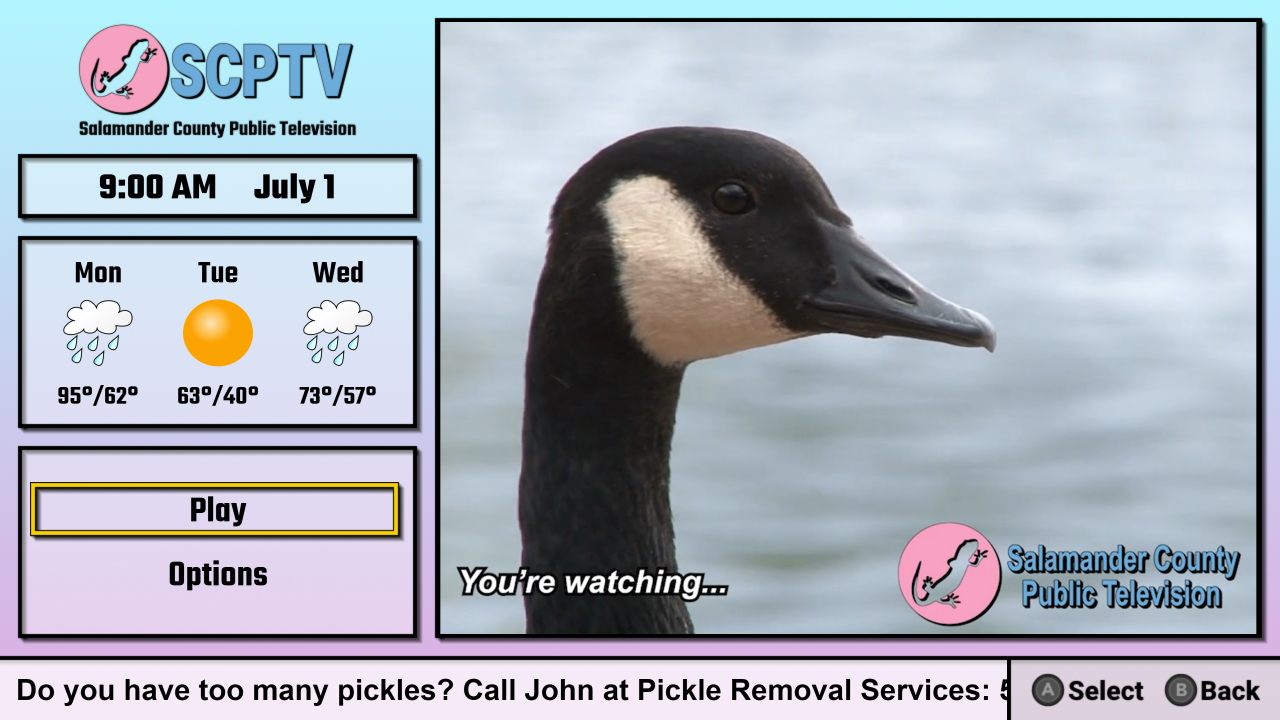 SCPTV
Salamander County Public Television
9:00 AM July 1
Mon Tue Wed
95°/62° 63°/40° 73°/57°
Play
Options
You're watching...
Salamander County
Public Television
Do you have too many pickles? Call John at Pickle Removal Services:
A Select B Back